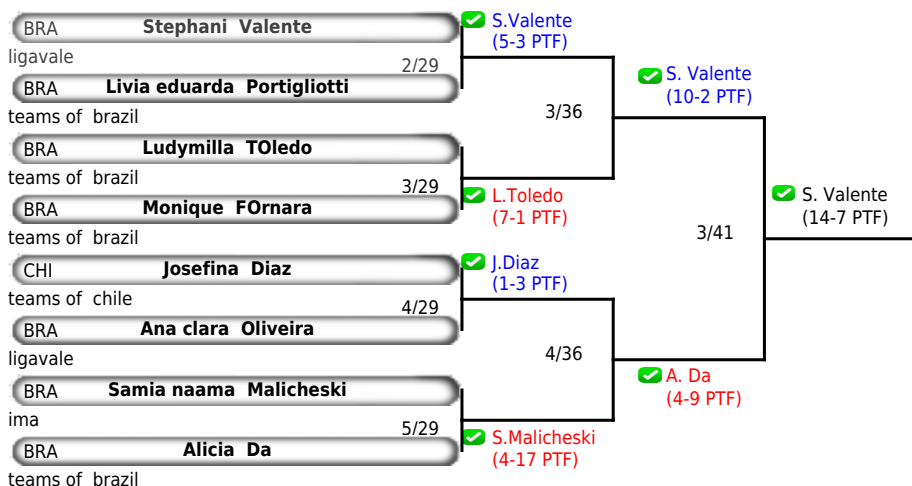 BRA Stephani Valente
ligavale
2/29
BRA Livia eduarda Portigliotti
teams of brazil
BRA Ludymilla TOledo
teams of brazil
3/29
BRA Monique FOrnara
teams of brazil
CHI Josefina Diaz
teams of chile
4/29
BRA Ana clara Oliveira
ligavale
BRA Samia naama Malicheski
ima
5/29
BRA Alicia Da
teams of brazil
S.Valente
(5-3 PTF)
3/36
L.Toledo
(7-1 PTF)
J.Diaz
(1-3 PTF)
4/36
S.Malicheski
(4-17 PTF)
S. Valente
(10-2 PTF)
3/41
A. Da
(4-9 PTF)
S. Valente
(14-7 PTF)